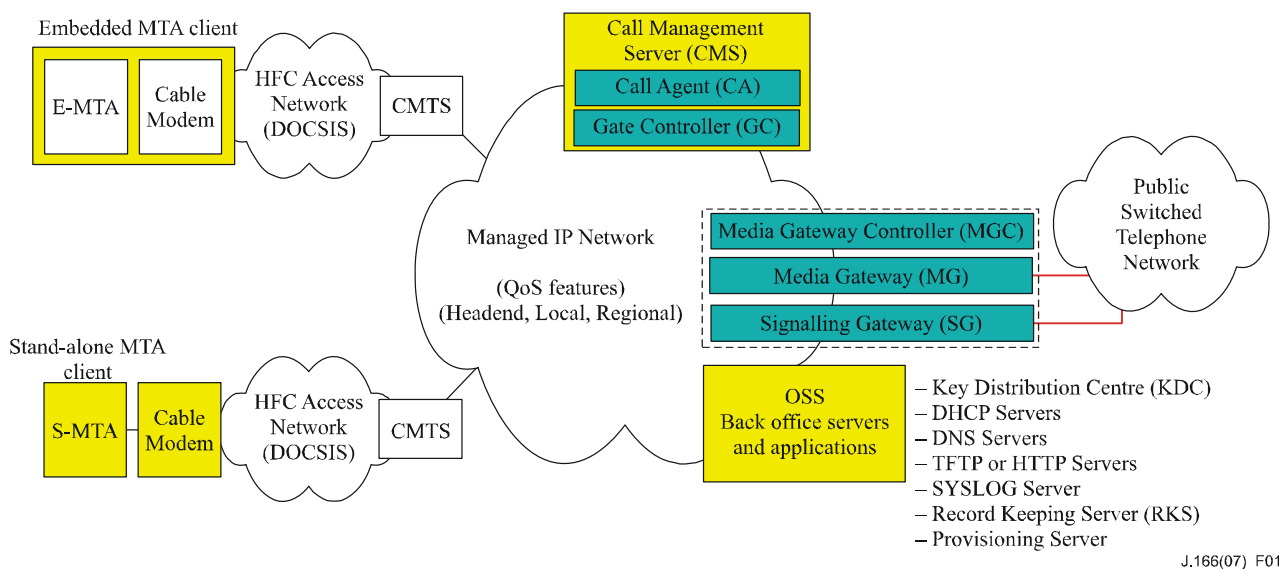 Embedded MTA client
E-MTA
Cable
Modem
HFC Access
Network
(DOCSIS)
CMTS
Call Management
Server (CMS)
Call Agent (CA)
Gate Controller (GC)
Managed IP Network
(QoS features)
(Headend, Local, Regional)
Media Gateway Controller (MGC)
Media Gateway (MG)
Signalling Gateway (SG)
Public
Switched
Telephone
Network
Stand-alone MTA
client
S-MTA
Cable
Modem
HFC Access
Network
(DOCSIS)
CMTS
OSS
Back office servers
and applications
– Key Distribution Centre (KDC)
– DHCP Servers
– DNS Servers
– TFTP or HTTP Servers
– SYSLOG Server
– Record Keeping Server (RKS)
– Provisioning Server
J.166(07)_F01